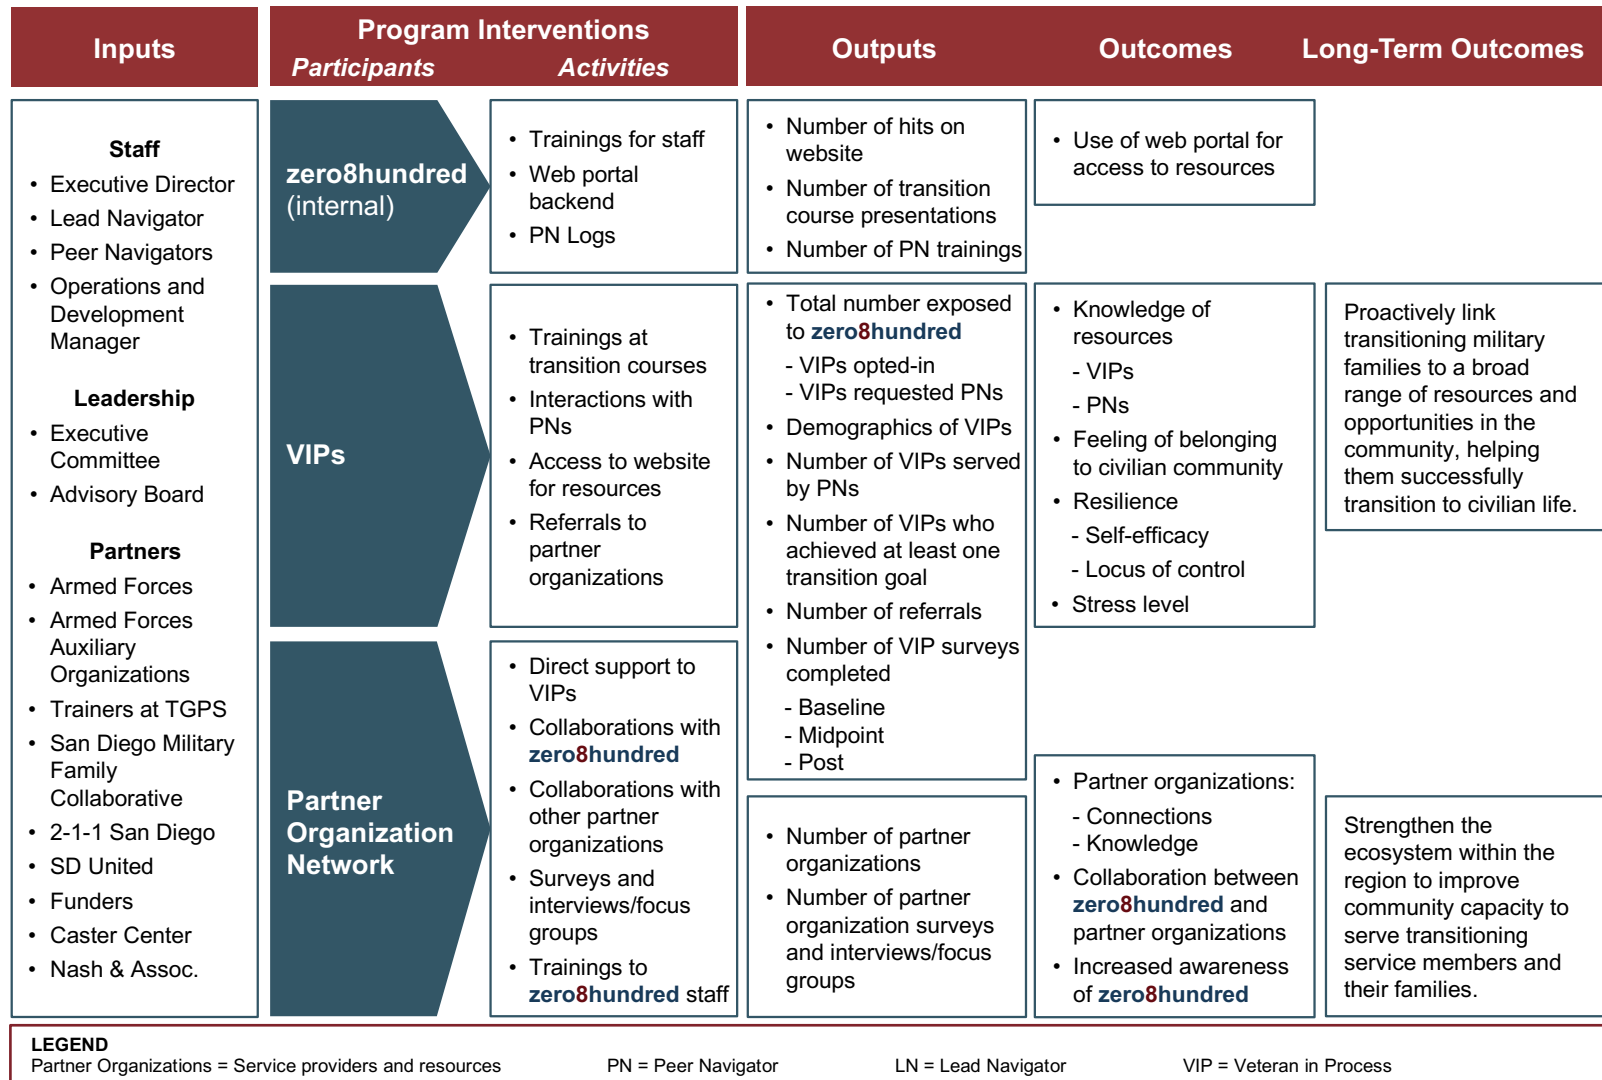 Inputs
Program Interventions
Participants
Activities
Outputs
Outcomes
Long-Term Outcomes
Staff
• Executive Director
• Lead Navigator
• Peer Navigators
• Operations and
Development
Manager
Leadership
• Executive
Committee
• Advisory Board
Partners
• Armed Forces
• Armed Forces
Auxiliary
Organizations
• Trainers at TGPS
• San Diego Military
Family
Collaborative
• 2-1-1 San Diego
• SD United
• Funders
• Caster Center
• Nash & Assoc.
zero8hundred
(internal)
• Trainings for staff
• Web portal
backend
• PN Logs
• Number of hits on
website
• Number of transition
course presentations
• Number of PN trainings
• Use of web portal for
access to resources
VIPs
• Trainings at
transition courses
• Interactions with
PNs
• Access to website
for resources
• Referrals to
partner
organizations
• Total number exposed
to zero8hundred
- VIPs opted-in
- VIPs requested PNs
• Demographics of VIPs
• Number of VIPs served
by PNs
• Number of VIPs who
achieved at least one
transition goal
• Number of referrals
• Number of VIP surveys
completed
- Baseline
- Midpoint
- Post
• Knowledge of
resources
- VIPs
- PNs
• Feeling of belonging
to civilian community
• Resilience
- Self-efficacy
- Locus of control
• Stress level
Proactively link
transitioning military
families to a broad
range of resources and
opportunities in the
community, helping
them successfully
transition to civilian life.
Partner
Organization
Network
• Direct support to
VIPs
• Collaborations with
zero8hundred
• Collaborations with
other partner
organizations
• Surveys and
interviews/focus
groups
• Trainings to
zero8hundred staff
• Number of partner
organizations
• Number of partner
organization surveys
and interviews/focus
groups
• Partner organizations:
- Connections
- Knowledge
• Collaboration between
zero8hundred and
partner organizations
• Increased awareness
of zero8hundred
Strengthen the
ecosystem within the
region to improve
community capacity to
serve transitioning
service members and
their families.
LEGEND
Partner Organizations = Service providers and resources
PN = Peer Navigator
LN = Lead Navigator
VIP = Veteran in Process